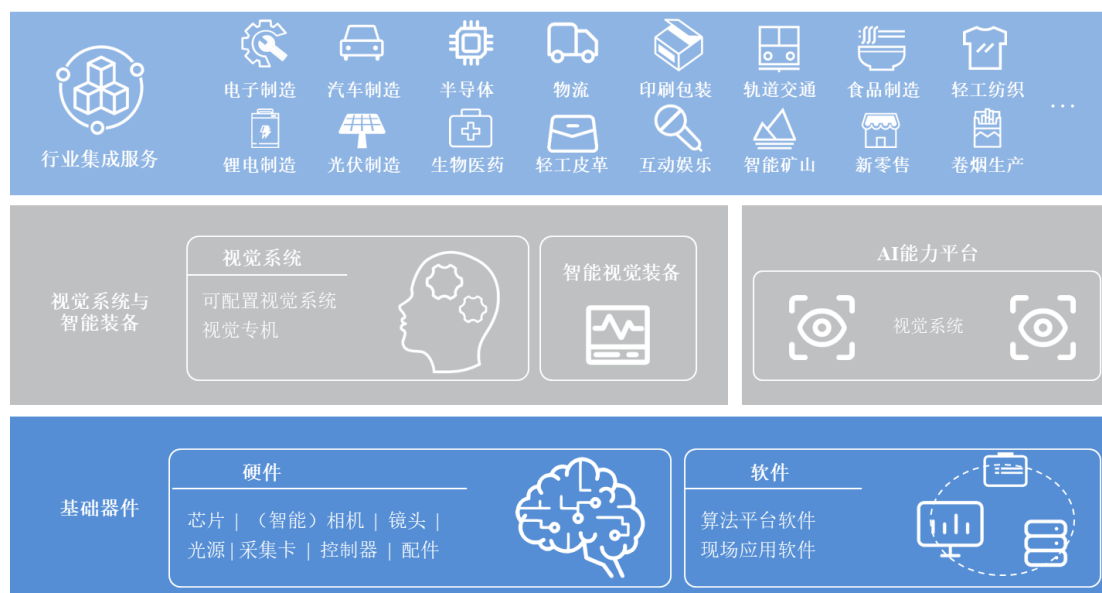 电子制造 汽车制造 半导体 物流 印刷包装 轨道交通 食品制造 轻工纺织
...
行业集成服务
锂电制造 光伏制造 生物医药 轻工皮革 互动娱乐 智能矿山 新零售 卷烟生产
视觉系统与
智能装备
视觉系统
可配置视觉系统
视觉专机
智能视觉装备
AI能力平台
视觉系统
基础器件
硬件
芯片 | （智能）相机 | 镜头 |
光源 | 采集卡 | 控制器 | 配件
软件
算法平台软件
现场应用软件